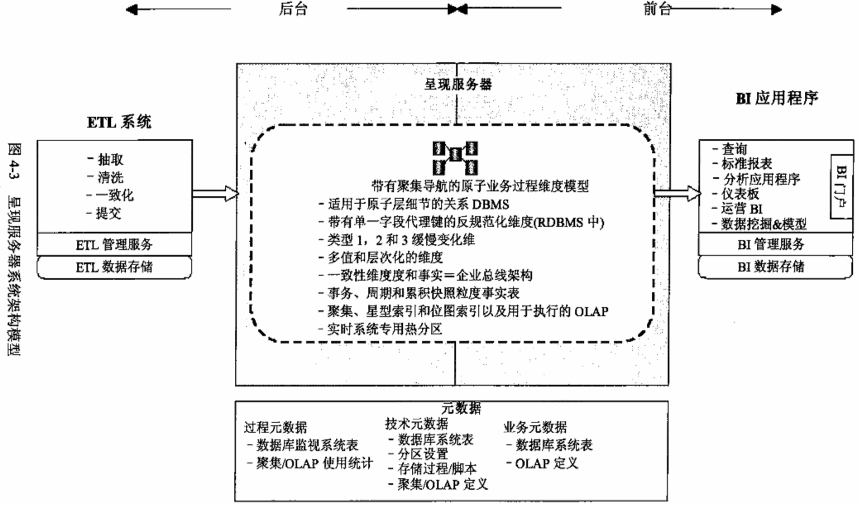 后台
前台
呈现服务器
ETL 系统
- 抽取
- 清洗
- 一致化
- 提交
ETL 管理服务
ETL 数据存储
带有聚集导航的原子业务过程维度模型
- 适用于原子层细节的关系 DBMS
- 带有单一字段代理键的反规范化维度(RDBMS 中)
- 类型 1，2 和 3 缓慢变化维
- 多值和层次化的维度
- 一致性维度度和事实＝企业总线架构
- 事务、周期和累积快照粒度事实表
- 聚集、星型索引和位图索引以及用于执行的 OLAP
- 实时系统专用热分区
BI 应用程序
- 查询
- 标准报表
- 分析应用程序
- 仪表板
- 运营 BI
- 数据挖掘&模型
BI 门户
BI 管理服务
BI 数据存储
元数据
过程元数据
- 数据库监视系统表
- 聚集/OLAP 使用统计
技术元数据
- 数据库系统表
- 分区设置
- 存储过程/脚本
- 聚集/OLAP 定义
业务元数据
- 数据库系统表
- OLAP 定义
图 4-3 呈现服务器系统架构模型